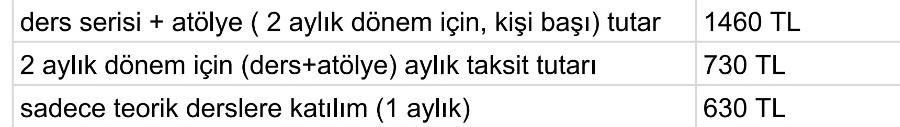 ders serisi + atölye ( 2 aylık dönem için, kişi başı) tutar 1460 TL
2 aylık dönem için (ders+atölye) aylık taksit tutarı 730 TL
sadece teorik derslere katılım (1 aylık) 630 TL